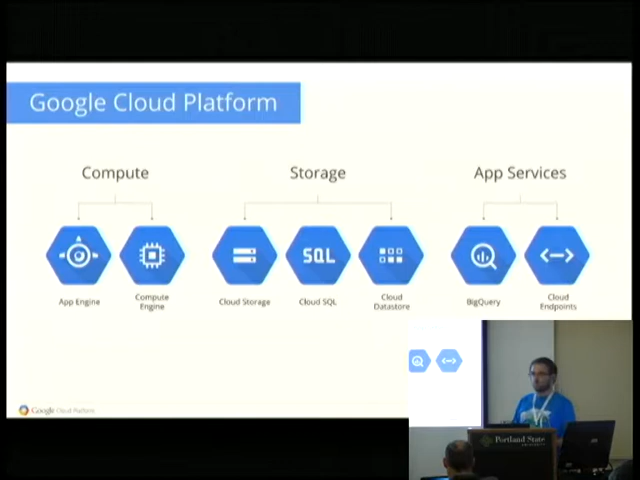 Google Cloud Platform
Compute
Storage
App Services
SQL
App Engine
Compute
Engine
Cloud Storage
Cloud SQL
Cloud
Datastore
BigQuery
Cloud
Endpoints
Google Cloud Platform
Portland State